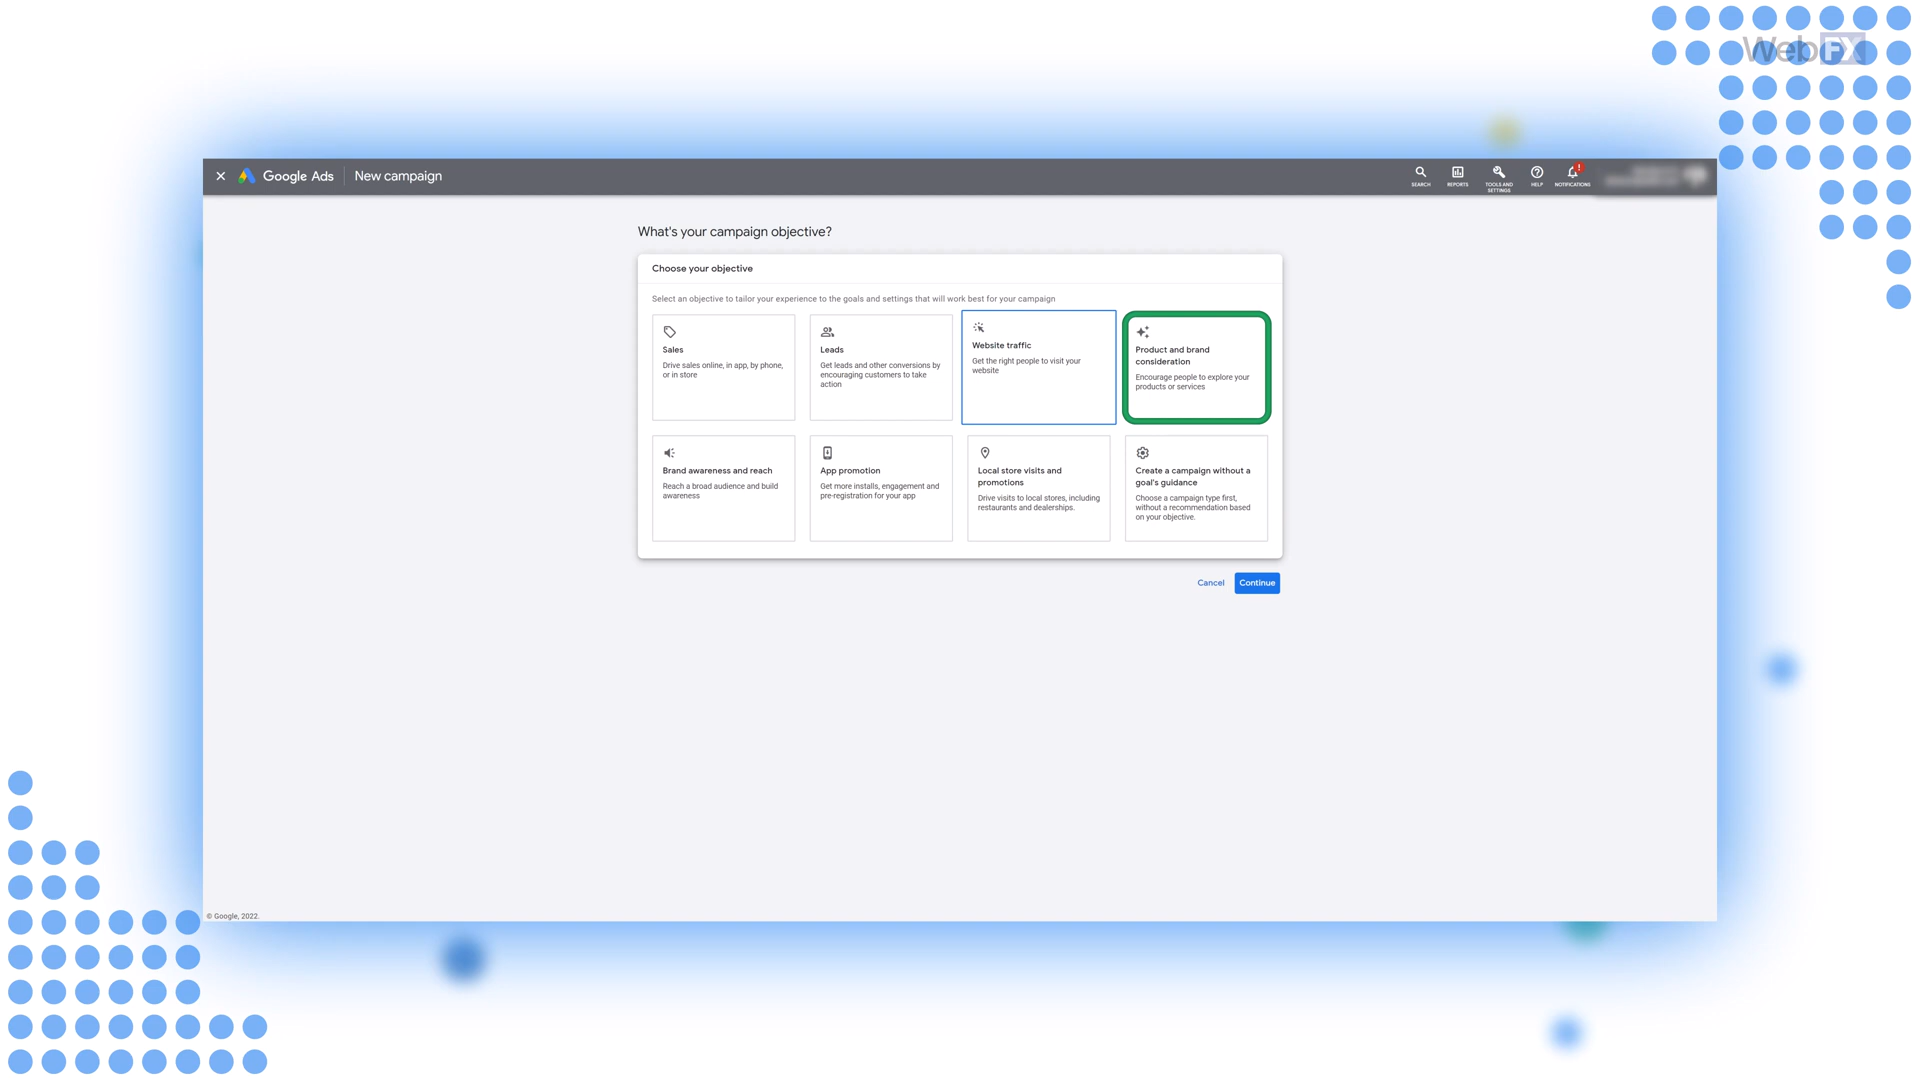 WebFX
Google Ads
New campaign
SEARCH
REPORTS
TOOLS AND
SETTINGS
HELP
NOTIFICATIONS
What's your campaign objective?
Choose your objective
Select an objective to tailor your experience to the goals and settings that will work best for your campaign
Sales
Drive sales online, in app, by phone,
or in store
Leads
Get leads and other conversions by
encouraging customers to take
action
Website traffic
Get the right people to visit your
website
Product and brand
consideration
Encourage people to explore your
products or services
Brand awareness and reach
Reach a broad audience and build
awareness
App promotion
Get more installs, engagement and
pre-registration for your app
Local store visits and
promotions
Drive visits to local stores, including
restaurants and dealerships.
Create a campaign without a
goal's guidance
Choose a campaign type first,
without a recommendation based
on your objective.
Cancel
Continue
© Google, 2022.